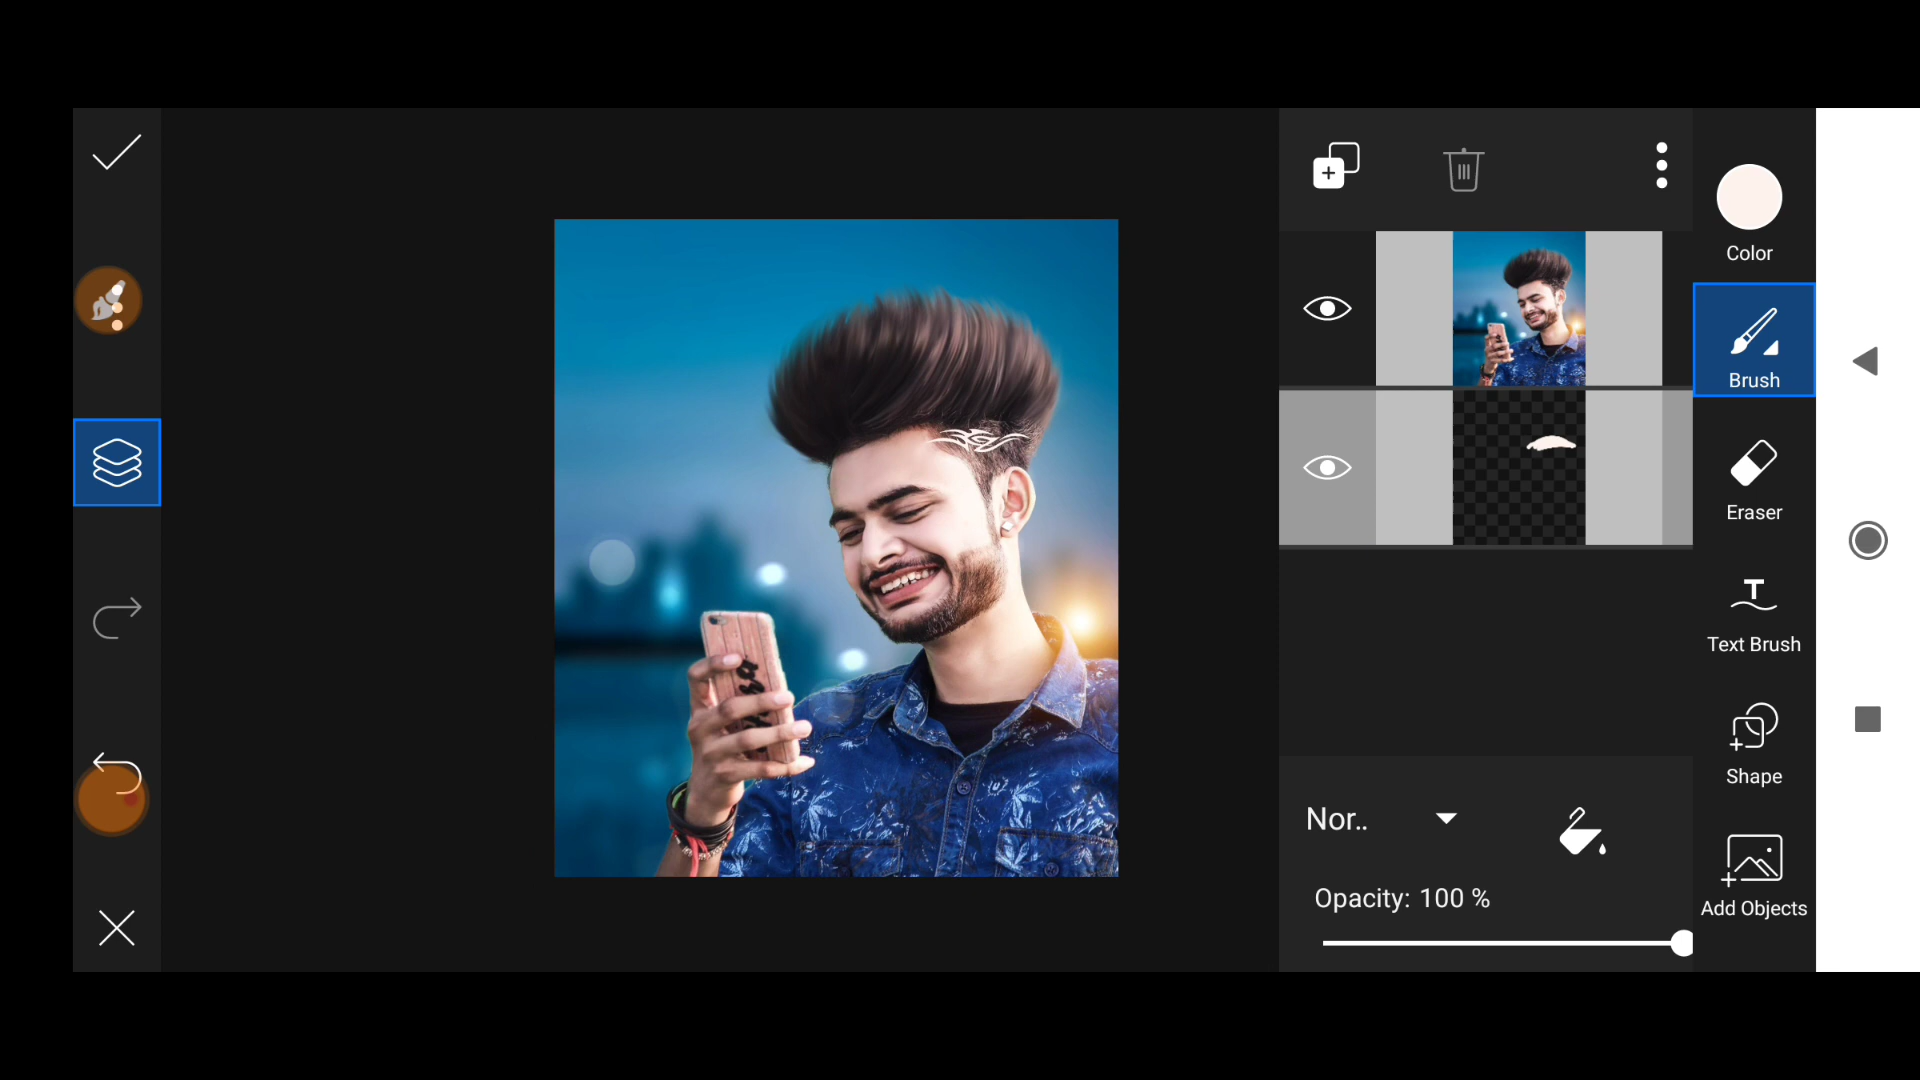 Color
Brush
Eraser
T
Text Brush
Shape
Nor..
Opacity: 100 %
Add Objects